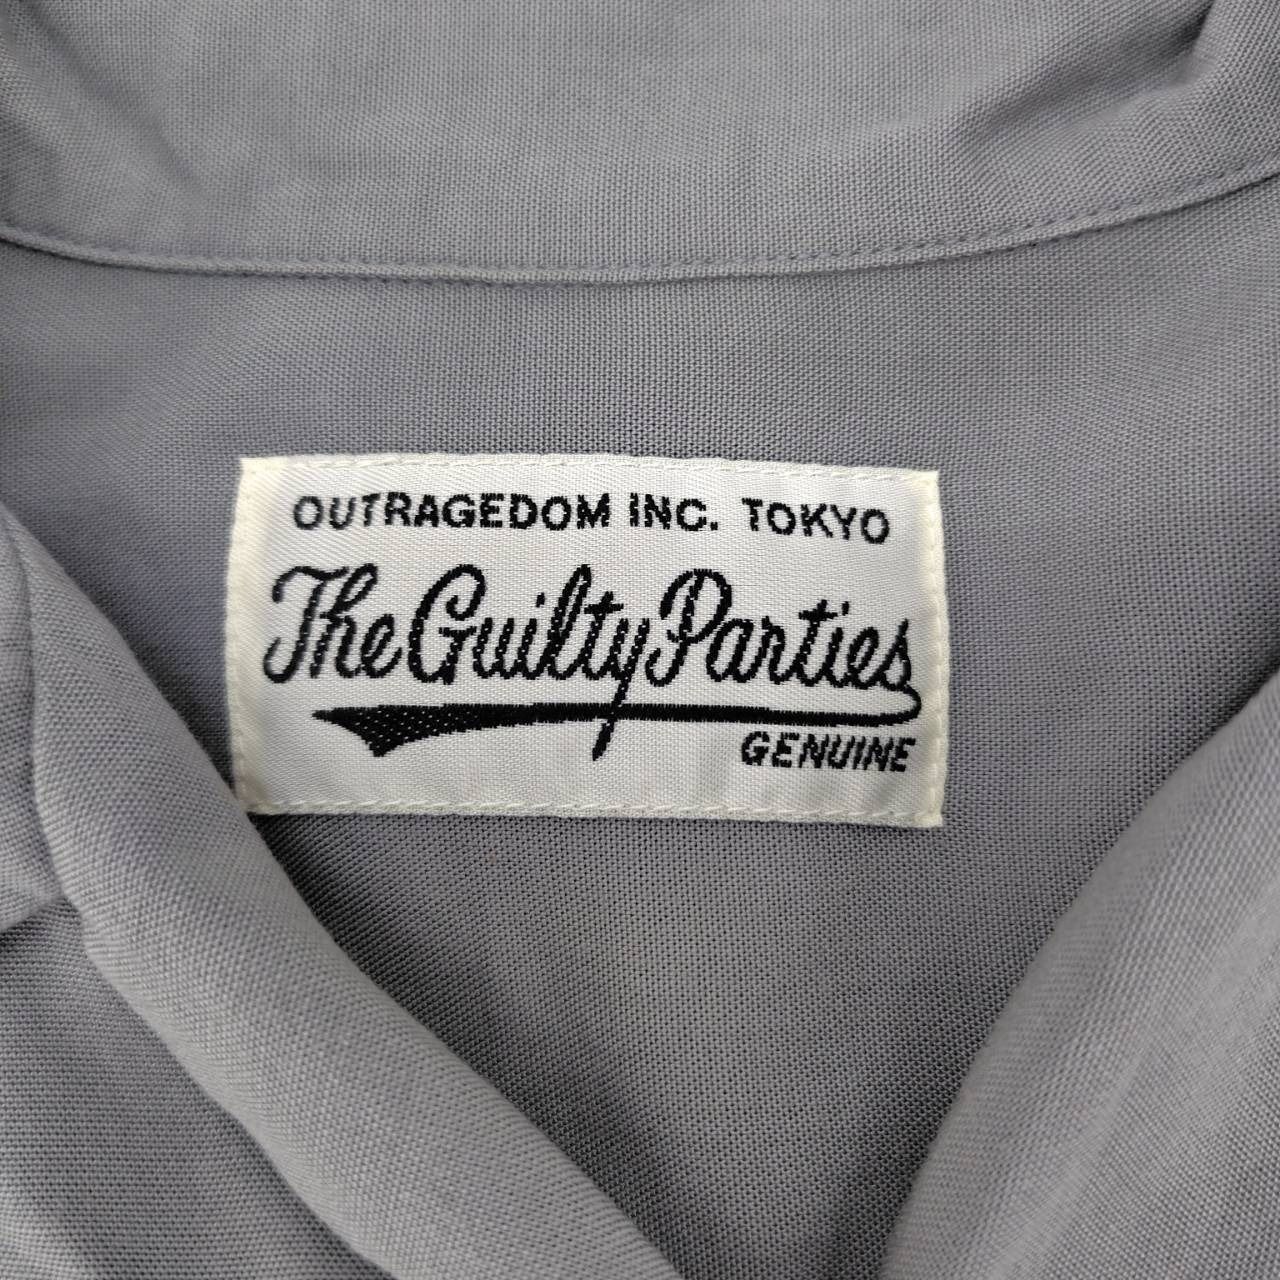 OUTRAGEDOM INC. TOKYO
The Guilty Parties
GENUINE